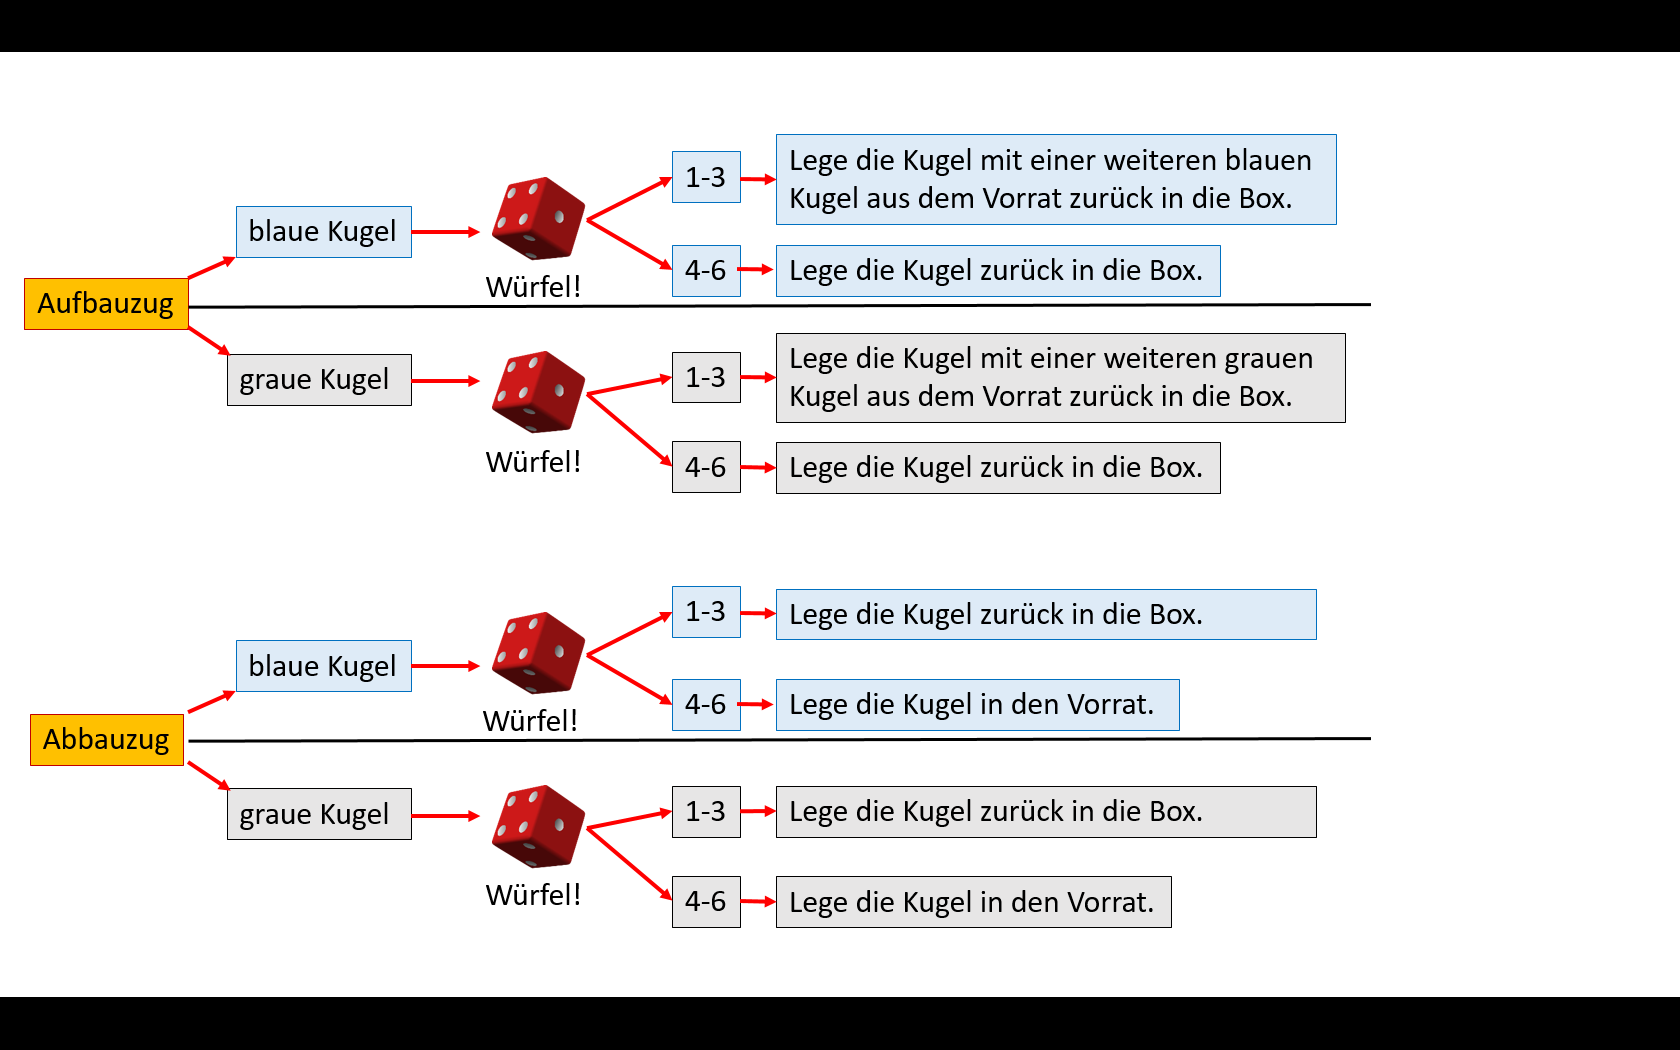 Aufbauzug
blaue Kugel
Würfel!
1-3
Lege die Kugel mit einer weiteren blauen
Kugel aus dem Vorrat zurück in die Box.
4-6
Lege die Kugel zurück in die Box.
graue Kugel
Würfel!
1-3
Lege die Kugel mit einer weiteren grauen
Kugel aus dem Vorrat zurück in die Box.
4-6
Lege die Kugel zurück in die Box.
Abbauzug
blaue Kugel
Würfel!
1-3
Lege die Kugel zurück in die Box.
4-6
Lege die Kugel in den Vorrat.
graue Kugel
Würfel!
1-3
Lege die Kugel zurück in die Box.
4-6
Lege die Kugel in den Vorrat.